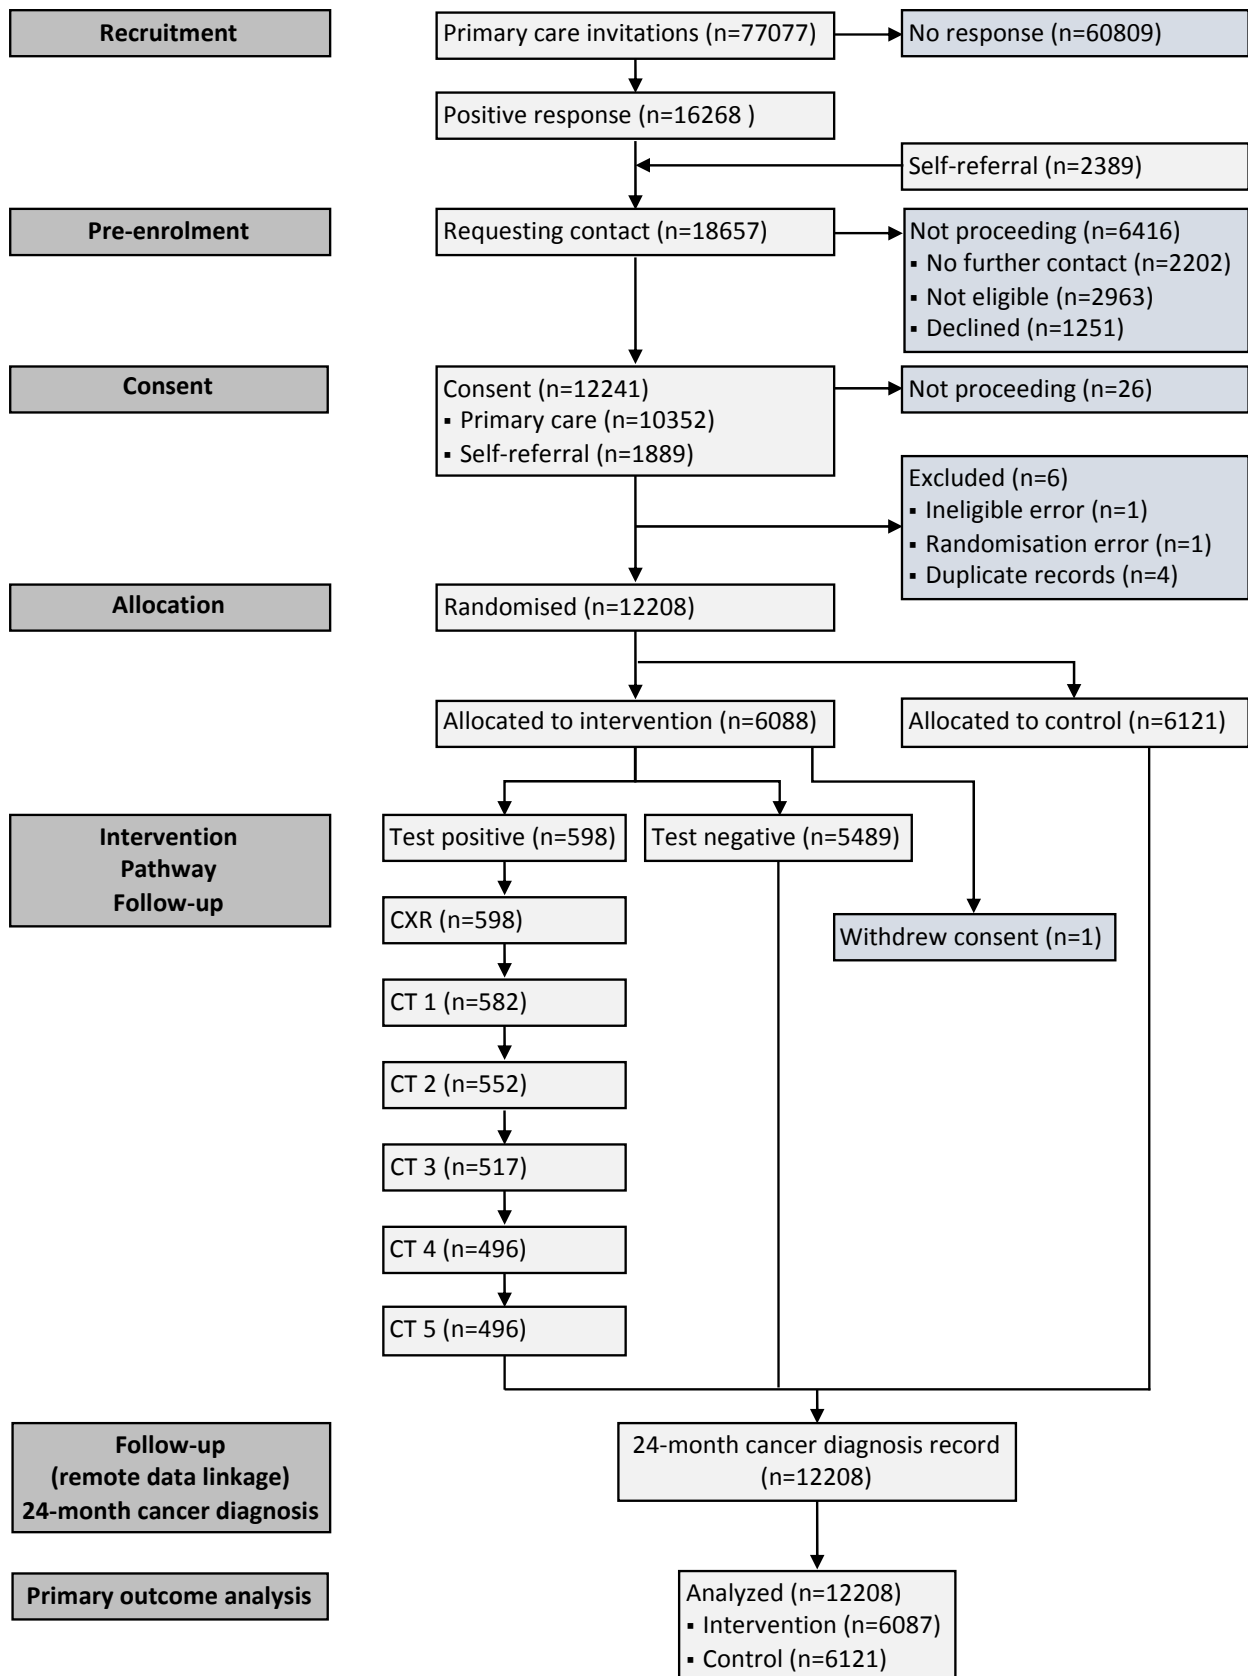 Recruitment
Primary care invitations (n=77077)
No response (n=60809)
Positive response (n=16268 )
Self-referral (n=2389)
Pre-enrolment
Requesting contact (n=18657)
Not proceeding (n=6416)
▪ No further contact (n=2202)
▪ Not eligible (n=2963)
▪ Declined (n=1251)
Consent
Consent (n=12241)
▪ Primary care (n=10352)
▪ Self-referral (n=1889)
Not proceeding (n=26)
Excluded (n=6)
▪ Ineligible error (n=1)
▪ Randomisation error (n=1)
▪ Duplicate records (n=4)
Allocation
Randomised (n=12208)
Allocated to intervention (n=6088)
Allocated to control (n=6121)
Intervention
Pathway
Follow-up
Test positive (n=598)
Test negative (n=5489)
CXR (n=598)
Withdrew consent (n=1)
CT 1 (n=582)
CT 2 (n=552)
CT 3 (n=517)
CT 4 (n=496)
CT 5 (n=496)
Follow-up
(remote data linkage)
24-month cancer diagnosis
24-month cancer diagnosis record
(n=12208)
Primary outcome analysis
Analyzed (n=12208)
▪ Intervention (n=6087)
▪ Control (n=6121)